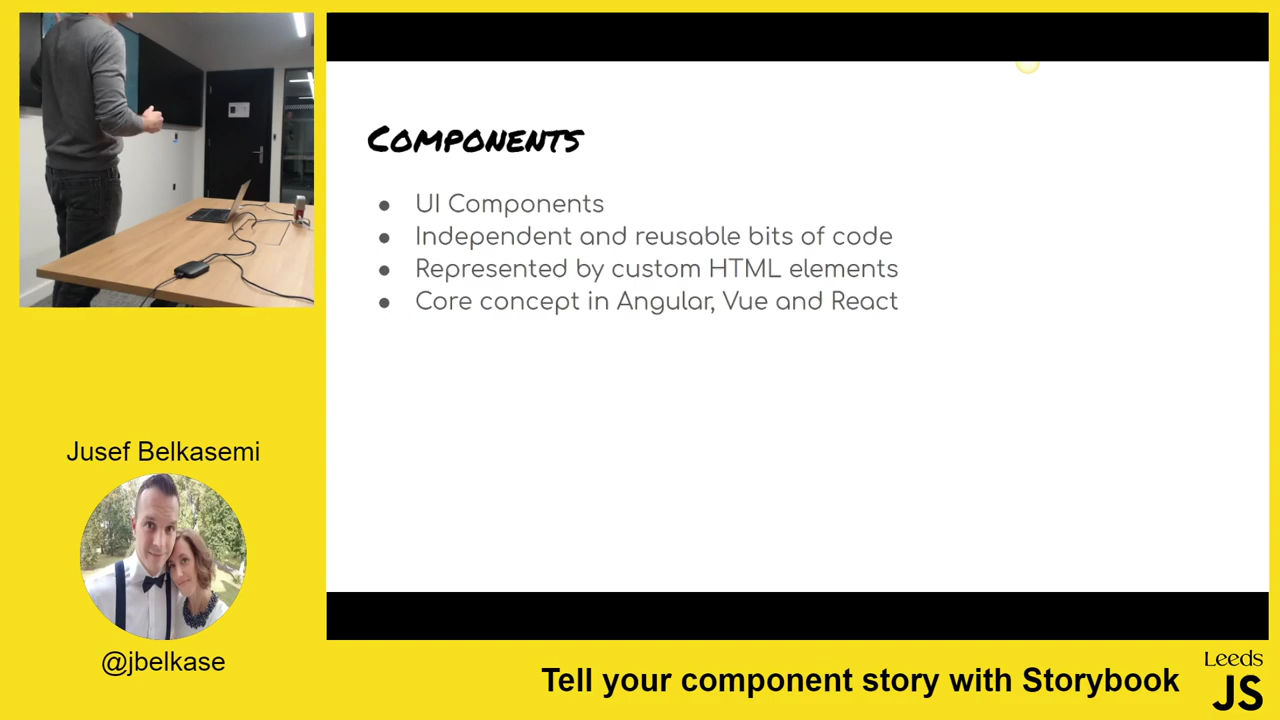 Components
● UI Components
● Independent and reusable bits of code
● Represented by custom HTML elements
● Core concept in Angular, Vue and React
Jusef Belkasemi
@jbelkase
Tell your component story with Storybook
Leeds
JS